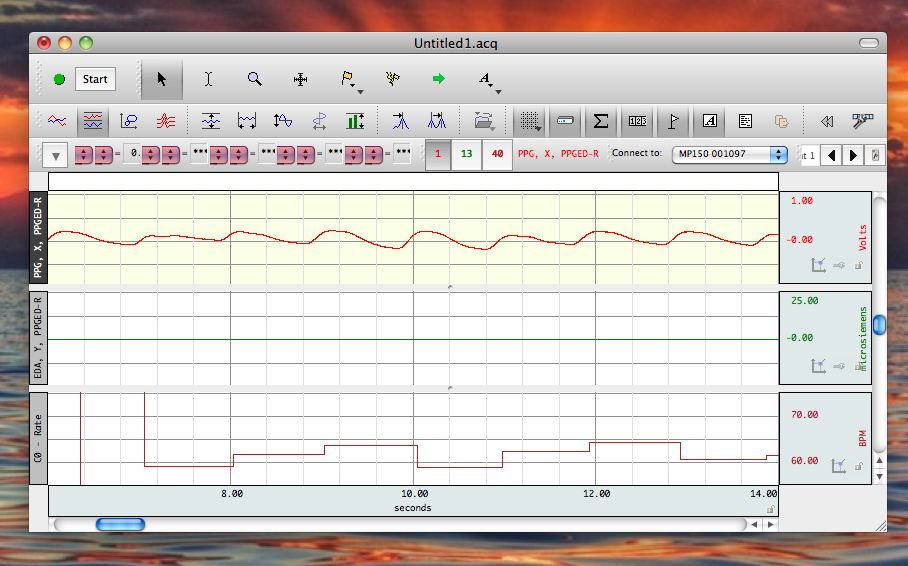 Untitled1.acq
Start
= 0. = *** = *** = *** = *** 1 13 40 PPG, X, PPGED-R Connect to: MP150 001097 1
PPG, X, PPGED-R
1.00
-0.00
Volts
EDA, Y, PPGED-R
25.00
-0.00
microsiemens
C0 - Rate
70.00
60.00
BPM
8.00 10.00 12.00 14.00
seconds